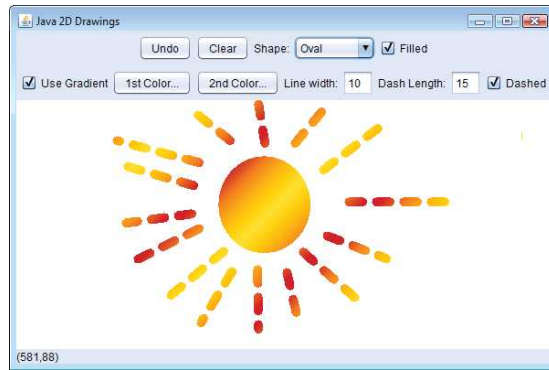 Java 2D Drawings
Undo Clear Shape: Oval Filled
Use Gradient 1st Color... 2nd Color... Line width: 10 Dash Length: 15 Dashed
(581,88)